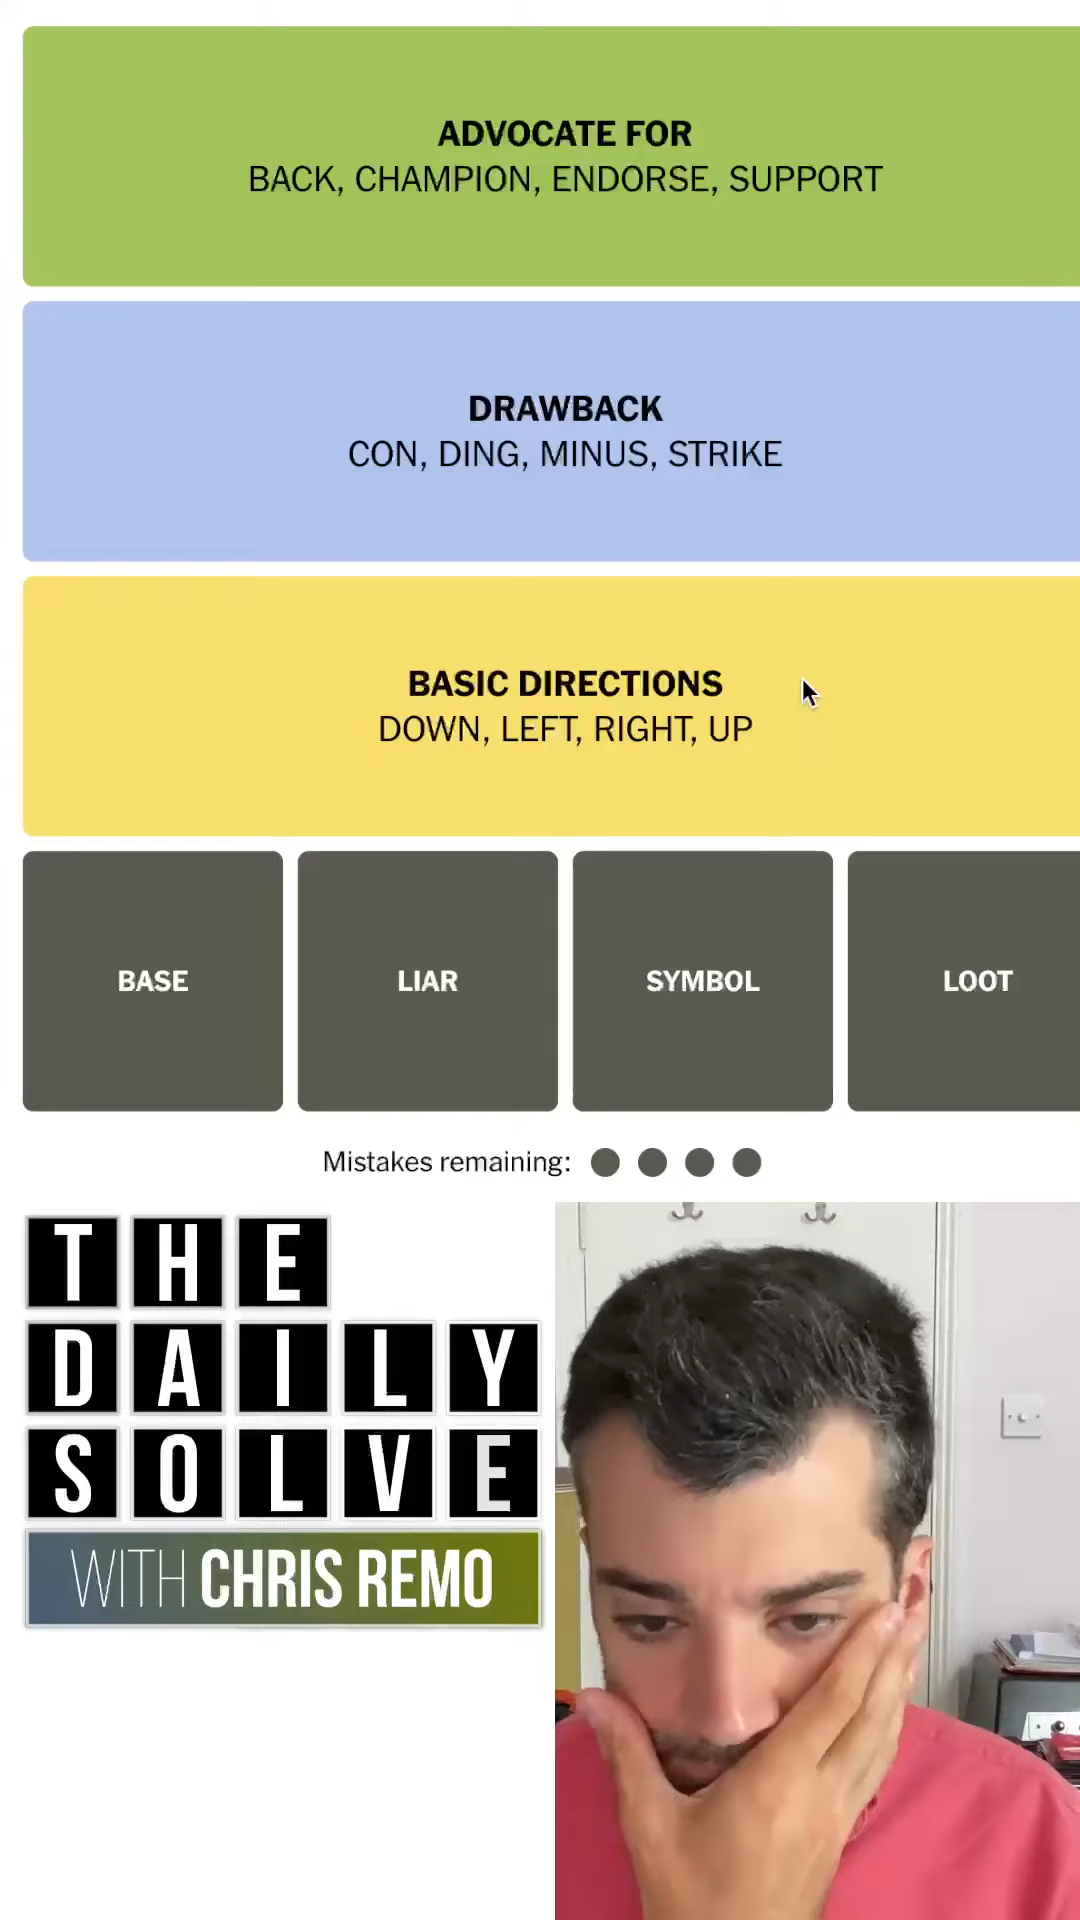 ADVOCATE FOR
BACK, CHAMPION, ENDORSE, SUPPORT
DRAWBACK
CON, DING, MINUS, STRIKE
BASIC DIRECTIONS
DOWN, LEFT, RIGHT, UP
BASE LIAR SYMBOL LOOT
Mistakes remaining:
THE
DAILY
SOLVE
WITH CHRIS REMO